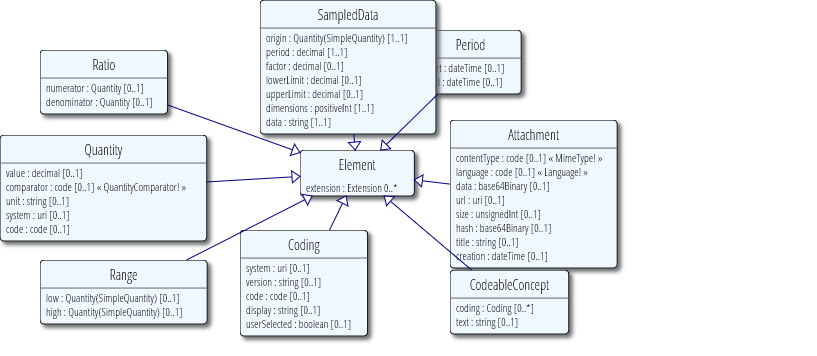 SampledData
origin : Quantity(SimpleQuantity) [1..1]
period : decimal [1..1]
factor : decimal [0..1]
lowerLimit : decimal [0..1]
upperLimit : decimal [0..1]
dimensions : positiveInt [1..1]
data : string [1..1]
Period
: dateTime [0..1]
: dateTime [0..1]
Ratio
numerator : Quantity [0..1]
denominator : Quantity [0..1]
Quantity
value : decimal [0..1]
comparator : code [0..1] « QuantityComparator! »
unit : string [0..1]
system : uri [0..1]
code : code [0..1]
Element
extension : Extension 0..*
Attachment
contentType : code [0..1] « MimeType! »
language : code [0..1] « Language! »
data : base64Binary [0..1]
url : uri [0..1]
size : unsignedInt [0..1]
hash : base64Binary [0..1]
title : string [0..1]
creation : dateTime [0..1]
Range
low : Quantity(SimpleQuantity) [0..1]
high : Quantity(SimpleQuantity) [0..1]
Coding
system : uri [0..1]
version : string [0..1]
code : code [0..1]
display : string [0..1]
userSelected : boolean [0..1]
CodeableConcept
coding : Coding [0..*]
text : string [0..1]